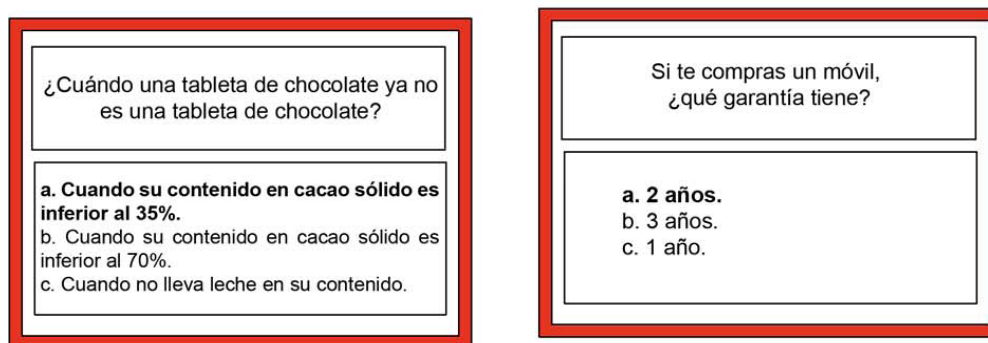 ¿Cuándo una tableta de chocolate ya no
es una tableta de chocolate?
a. Cuando su contenido en cacao sólido es
inferior al 35%.
b. Cuando su contenido en cacao sólido es
inferior al 70%.
c. Cuando no lleva leche en su contenido.
Si te compras un móvil,
¿qué garantía tiene?
a. 2 años.
b. 3 años.
c. 1 año.